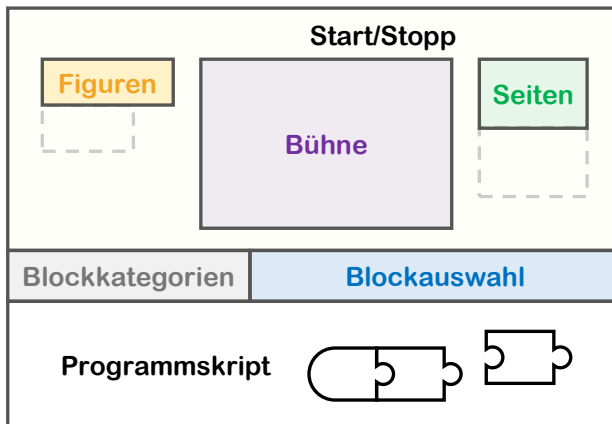 Start/Stopp
Figuren
Bühne
Seiten
Blockkategorien
Blockauswahl
Programmskript